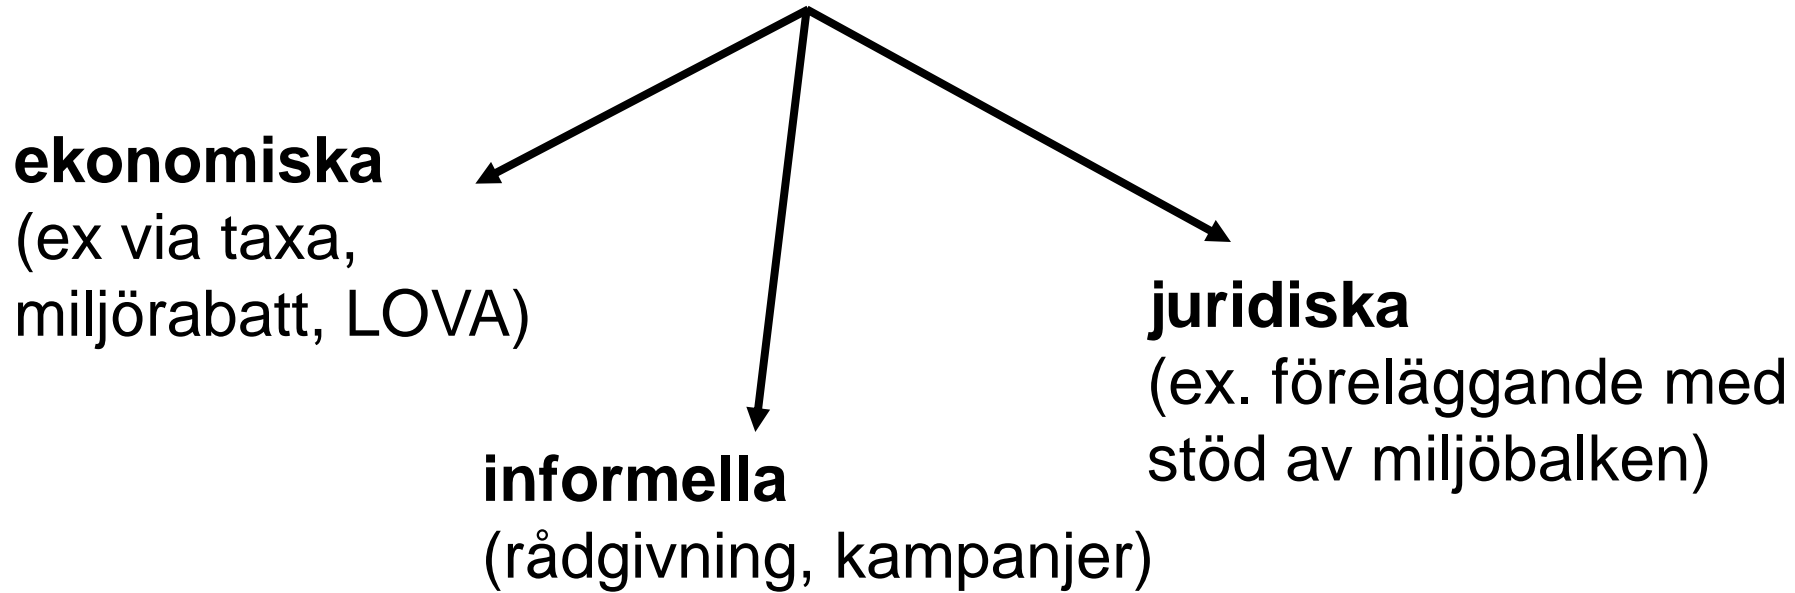 ekonomiska
(ex via taxa,
miljörabatt, LOVA)
informella
(rådgivning, kampanjer)
juridiska
(ex. föreläggande med
stöd av miljöbalken)